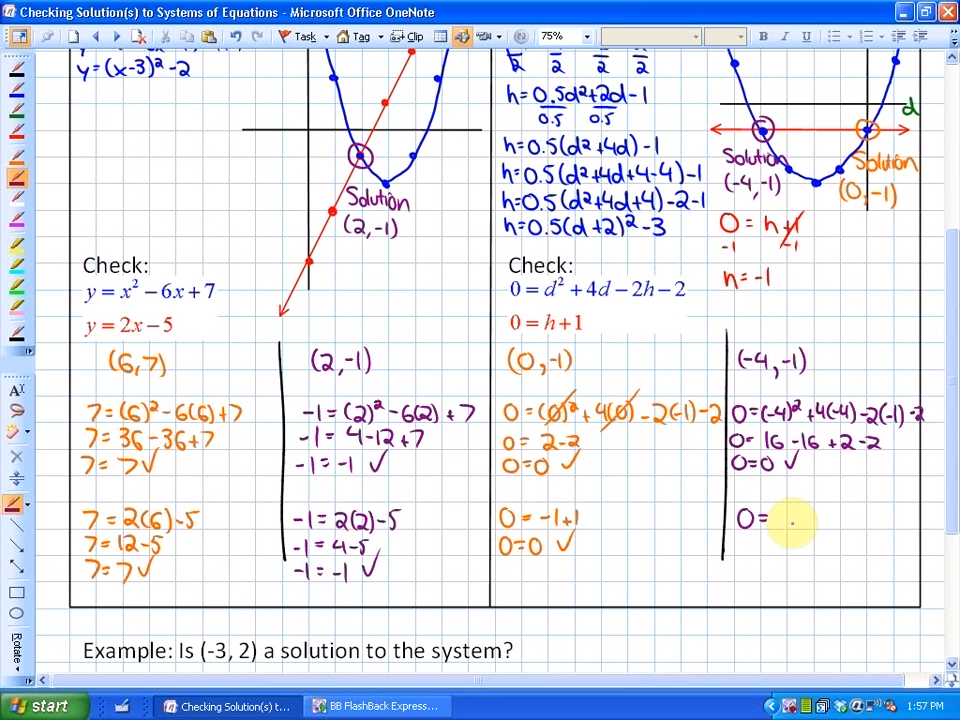 Checking Solution(s) to Systems of Equations - Microsoft Office OneNote
Task
Tag
Clip
75%
B I U
y = (x-3)² - 2
Solution
(2, -1)
2 2 2 2
h = 0.5d² + 2d - 1
0.5 0.5
h = 0.5(d² + 4d) - 1
h = 0.5(d² + 4d + 4 - 4) - 1
h = 0.5(d² + 4d + 4) - 2 - 1
h = 0.5(d + 2)² - 3
d
Solution
(-4, -1)
Solution
(0, -1)
0 = h + 1
-1 -1
h = -1
Check:
y = x² - 6x + 7
y = 2x - 5
(6, 7)
7 = (6)² - 6(6) + 7
7 = 36 - 36 + 7
7 = 7 ✓
7 = 2(6) - 5
7 = 12 - 5
7 = 7 ✓
(2, -1)
-1 = (2)² - 6(2) + 7
-1 = 4 - 12 + 7
-1 = -1 ✓
-1 = 2(2) - 5
-1 = 4 - 5
-1 = -1 ✓
Check:
0 = d² + 4d - 2h - 2
0 = h + 1
(0, -1)
0 = (0)² + 4(0) - 2(-1) - 2
0 = 2 - 2
0 = 0 ✓
0 = -1 + 1
0 = 0 ✓
(-4, -1)
0 = (-4)² + 4(-4) - 2(-1) - 2
0 = 16 - 16 + 2 - 2
0 = 0 ✓
0 =
Example: Is (-3, 2) a solution to the system?
Rotate
start
Checking Solution(s) t...
BB FlashBack Express...
1:57 PM